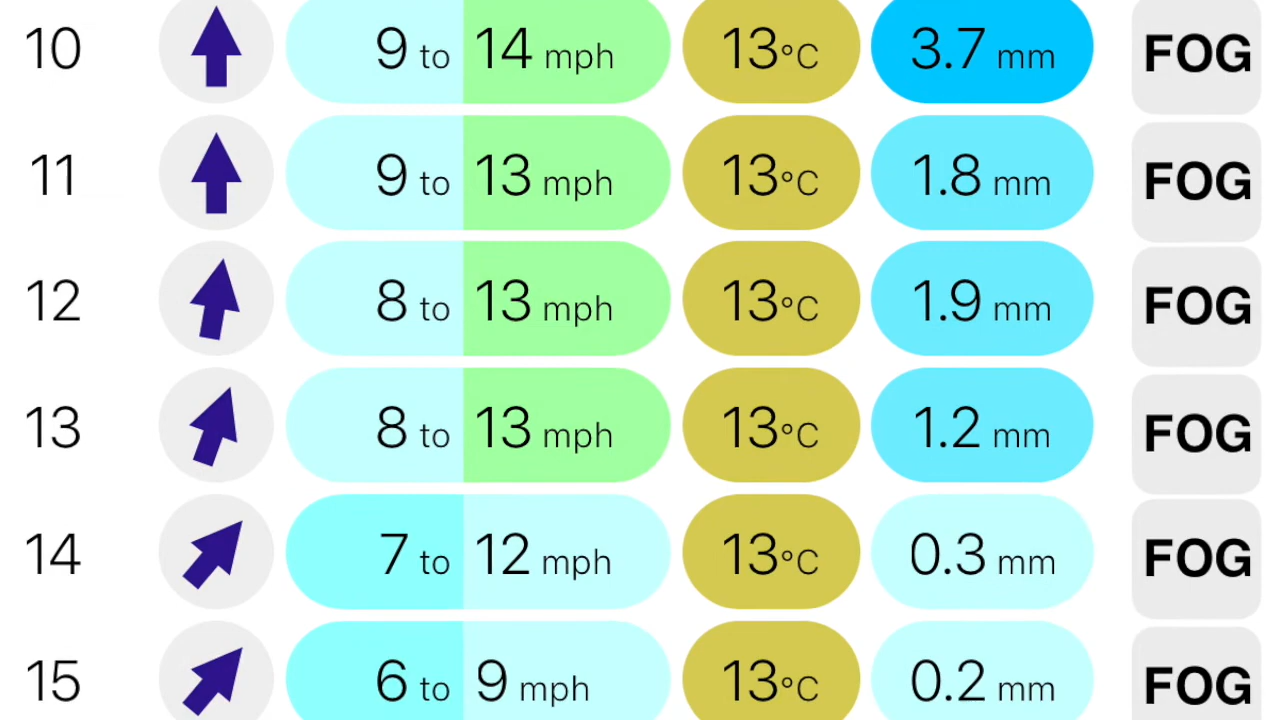 10 9 to 14 mph 13°C 3.7 mm FOG
11 9 to 13 mph 13°C 1.8 mm FOG
12 8 to 13 mph 13°C 1.9 mm FOG
13 8 to 13 mph 13°C 1.2 mm FOG
14 7 to 12 mph 13°C 0.3 mm FOG
15 6 to 9 mph 13°C 0.2 mm FOG